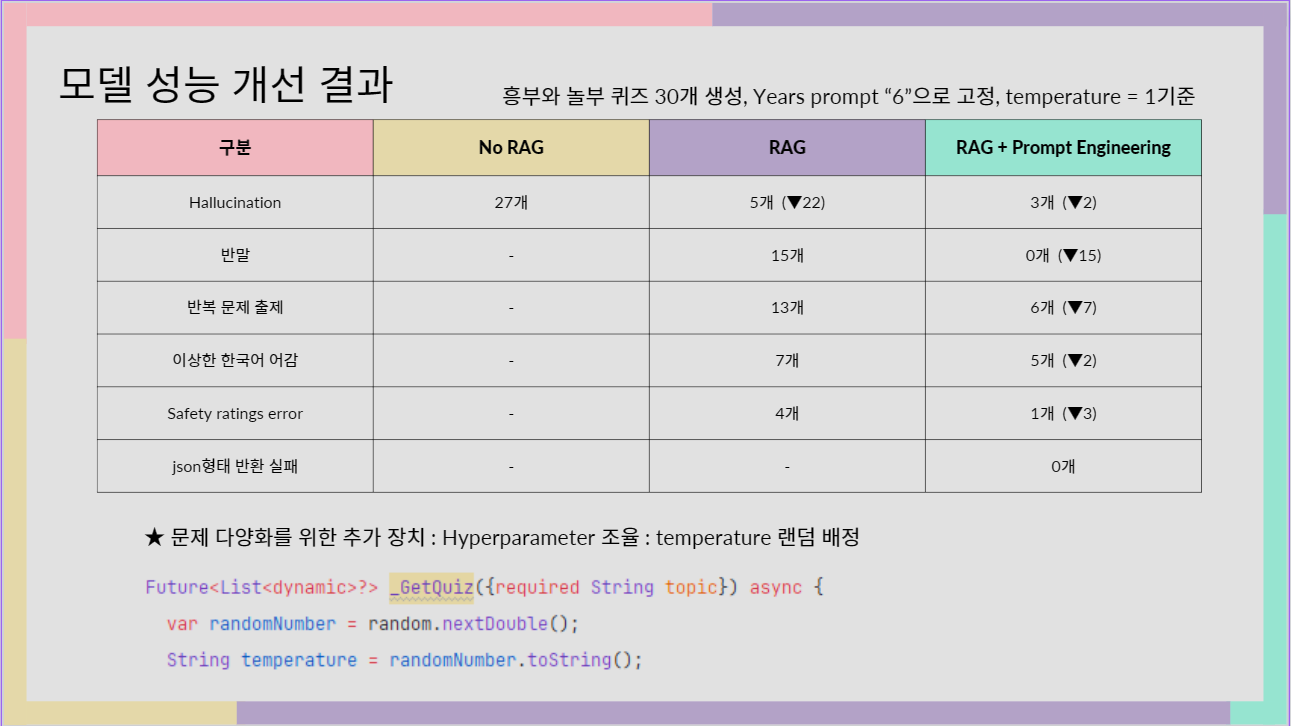 모델 성능 개선 결과
흥부와 놀부 퀴즈 30개 생성, Years prompt “6”으로 고정, temperature = 1기준
구분 No RAG RAG RAG + Prompt Engineering
Hallucination 27개 5개 (▼22) 3개 (▼2)
반말 - 15개 0개 (▼15)
반복 문제 출제 - 13개 6개 (▼7)
이상한 한국어 어감 - 7개 5개 (▼2)
Safety ratings error - 4개 1개 (▼3)
json형태 반환 실패 - - 0개
★ 문제 다양화를 위한 추가 장치 : Hyperparameter 조율 : temperature 랜덤 배정
Future<List<dynamic>?> _GetQuiz({required String topic}) async {
var randomNumber = random.nextDouble();
String temperature = randomNumber.toString();